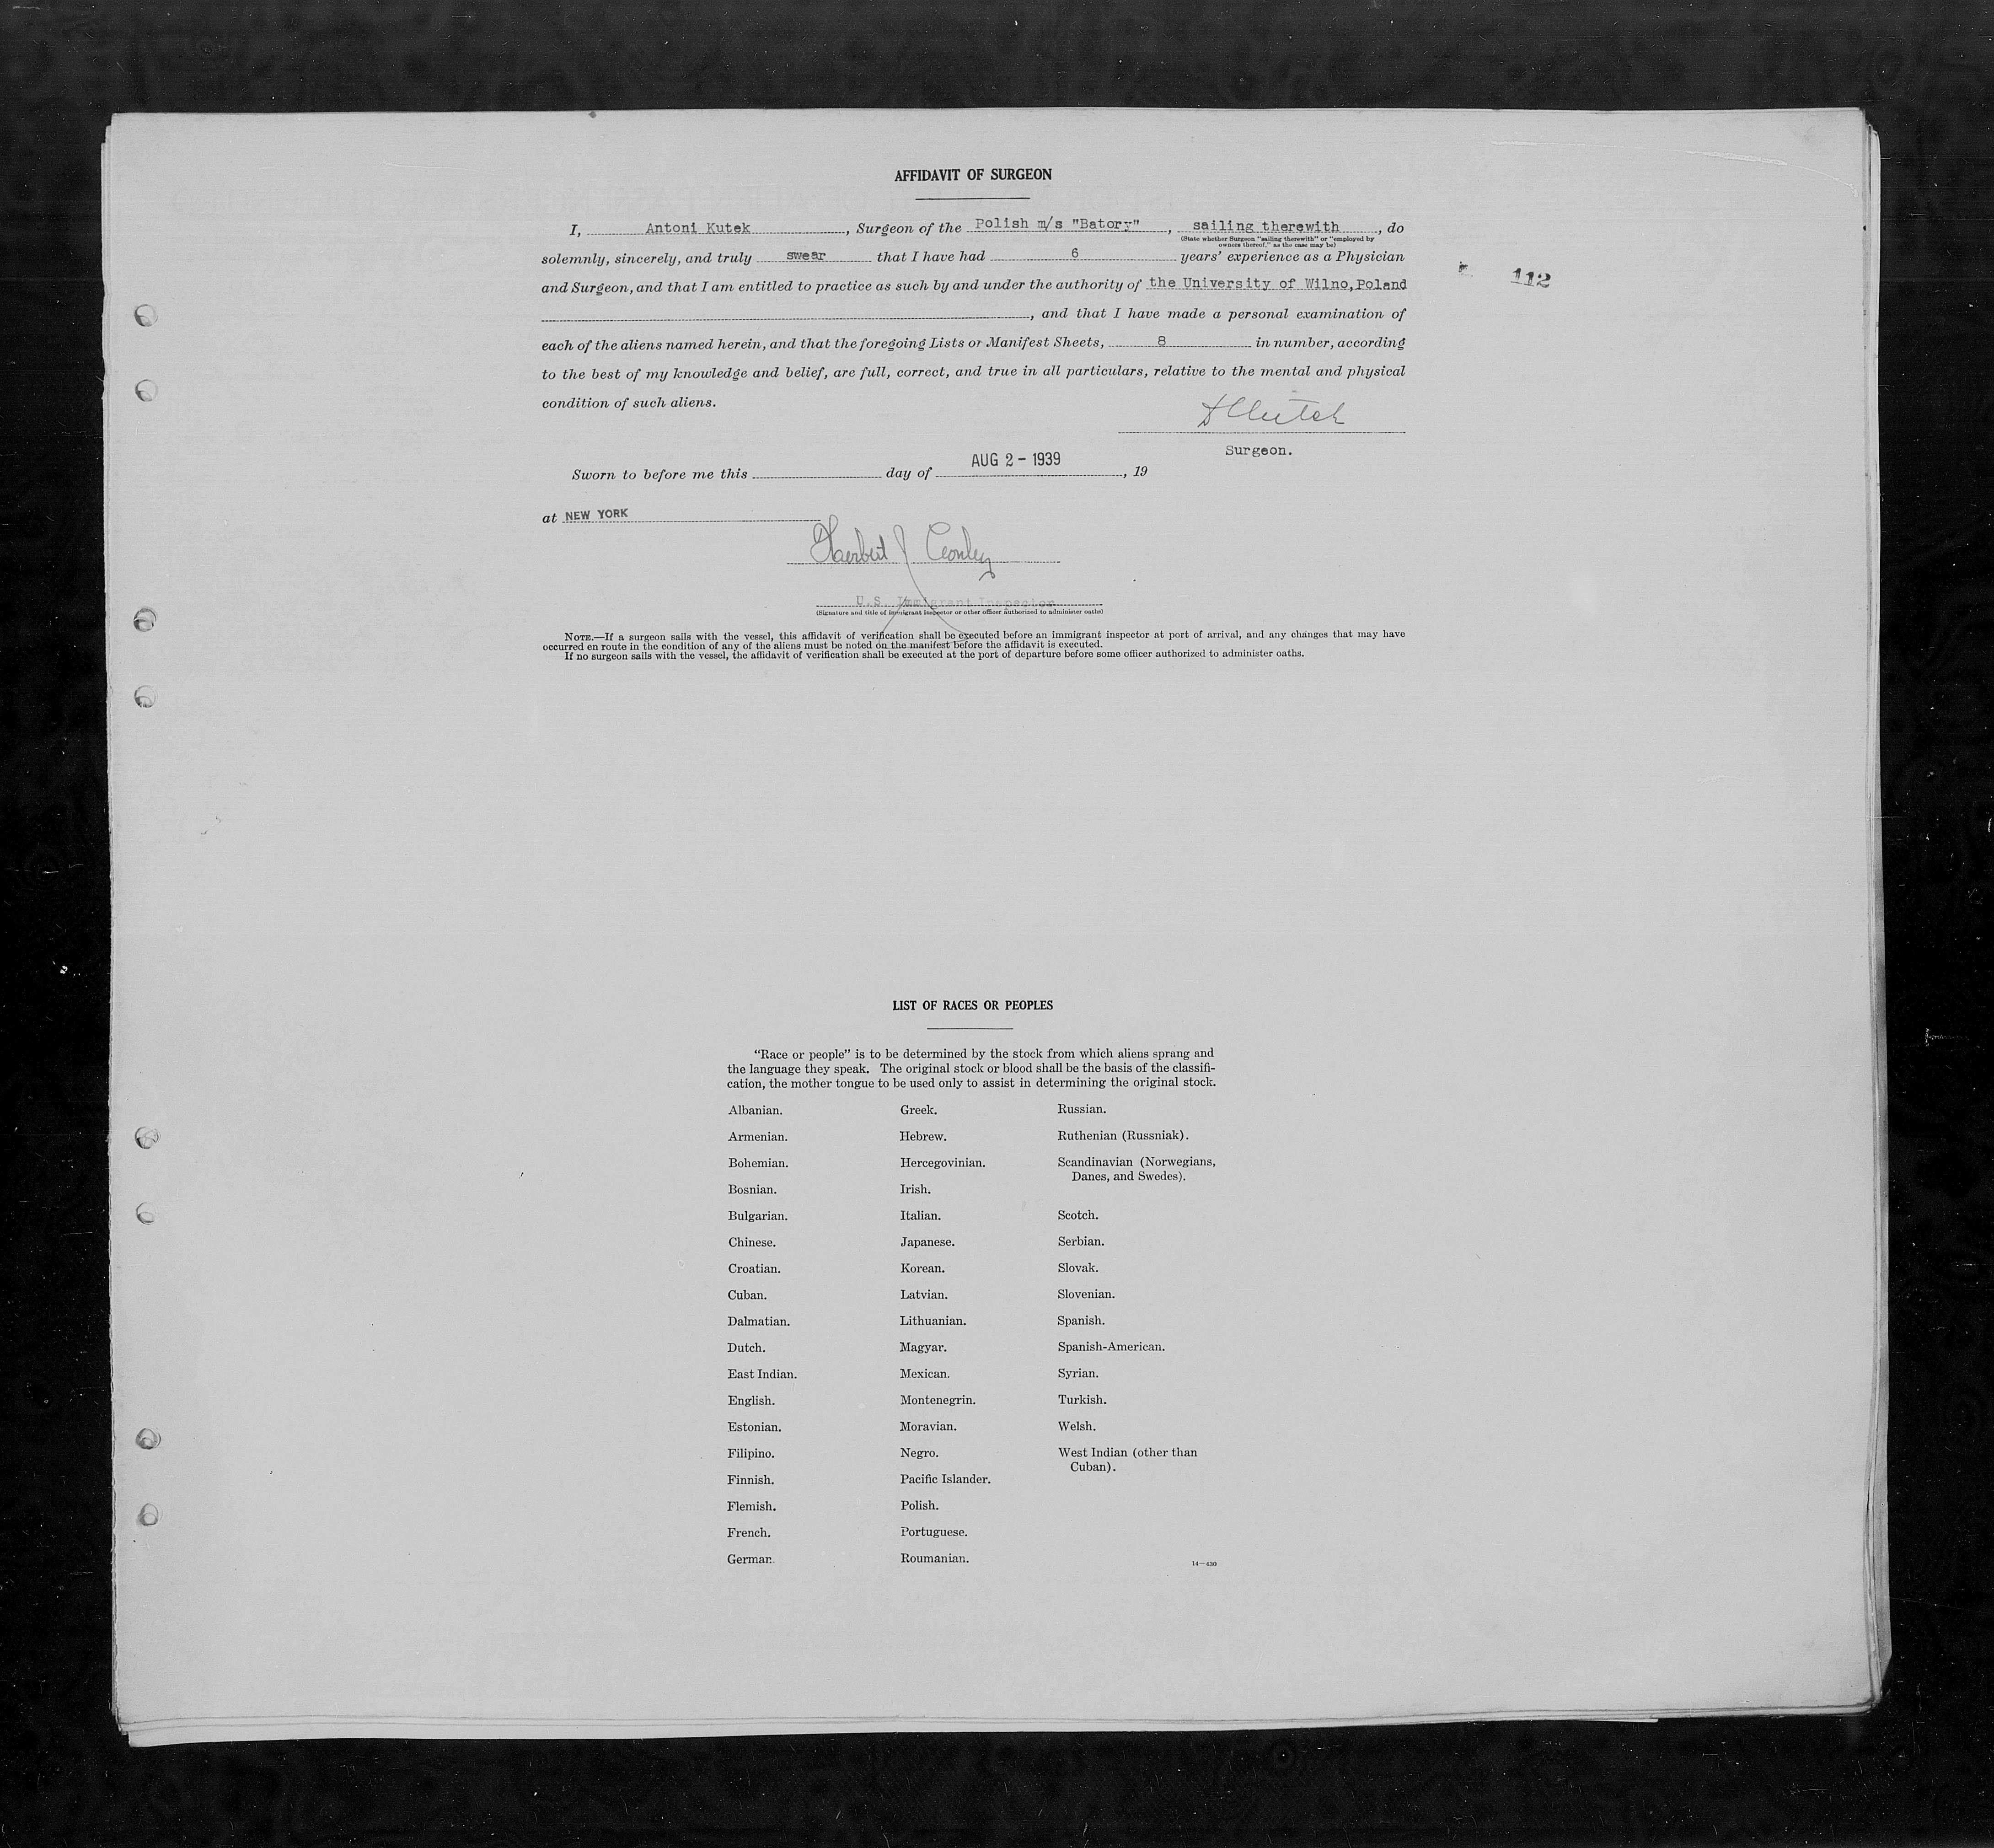 AFFIDAVIT OF SURGEON
I, Antoni Kutek, Surgeon of the Polish m/s "Batory", sailing therewith, do
(State whether Surgeon "sailing therewith" or "employed by
owners thereof," as the case may be)
solemnly, sincerely, and truly swear that I have had 6 years' experience as a Physician
112
and Surgeon, and that I am entitled to practice as such by and under the authority of the University of Wilno, Poland
, and that I have made a personal examination of
each of the aliens named herein, and that the foregoing Lists or Manifest Sheets, 8 in number, according
to the best of my knowledge and belief, are full, correct, and true in all particulars, relative to the mental and physical
condition of such aliens.
Surgeon.
Sworn to before me this day of AUG 2 - 1939, 19
at NEW YORK
Herbert J Conley
U.S. Immigrant Inspector
(Signature and title of immigrant inspector or other officer authorized to administer oaths)
NOTE.—If a surgeon sails with the vessel, this affidavit of verification shall be executed before an immigrant inspector at port of arrival, and any changes that may have
occurred en route in the condition of any of the aliens must be noted on the manifest before the affidavit is executed.
If no surgeon sails with the vessel, the affidavit of verification shall be executed at the port of departure before some officer authorized to administer oaths.
LIST OF RACES OR PEOPLES
"Race or people" is to be determined by the stock from which aliens sprang and
the language they speak. The original stock or blood shall be the basis of the classifi-
cation, the mother tongue to be used only to assist in determining the original stock.
Albanian.
Armenian.
Bohemian.
Bosnian.
Bulgarian.
Chinese.
Croatian.
Cuban.
Dalmatian.
Dutch.
East Indian.
English.
Estonian.
Filipino.
Finnish.
Flemish.
French.
German.
Greek.
Hebrew.
Hercegovinian.
Irish.
Italian.
Japanese.
Korean.
Latvian.
Lithuanian.
Magyar.
Mexican.
Montenegrin.
Moravian.
Negro.
Pacific Islander.
Polish.
Portuguese.
Roumanian.
Russian.
Ruthenian (Russniak).
Scandinavian (Norwegians,
Danes, and Swedes).
Scotch.
Serbian.
Slovak.
Slovenian.
Spanish.
Spanish-American.
Syrian.
Turkish.
Welsh.
West Indian (other than
Cuban).
14—430